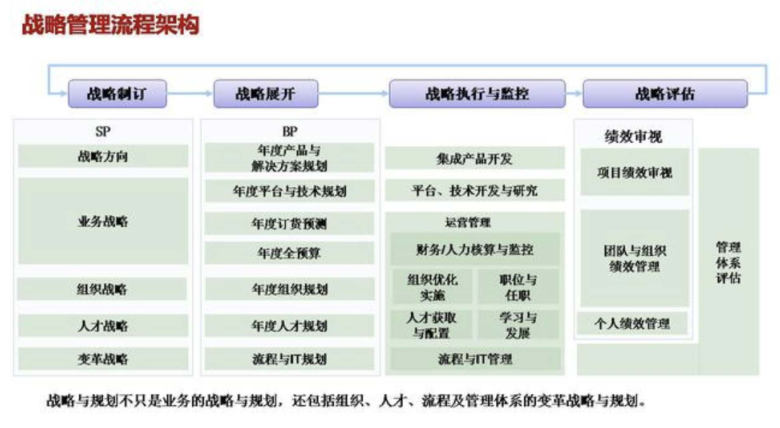 战略管理流程架构
战略制订
战略展开
战略执行与监控
战略评估
SP
战略方向
业务战略
组织战略
人才战略
变革战略
BP
年度产品与
解决方案规划
年度平台与技术规划
年度订货预测
年度全预算
年度组织规划
年度人才规划
流程与IT规划
集成产品开发
平台、技术开发与研究
运营管理
财务/人力核算与监控
组织优化
实施
职位与
任职
人才获取
与配置
学习与
发展
流程与IT管理
绩效审视
项目绩效审视
团队与组织
绩效管理
个人绩效管理
管理
体系
评估
战略与规划不只是业务的战略与规划，还包括组织、人才、流程及管理体系的变革战略与规划。